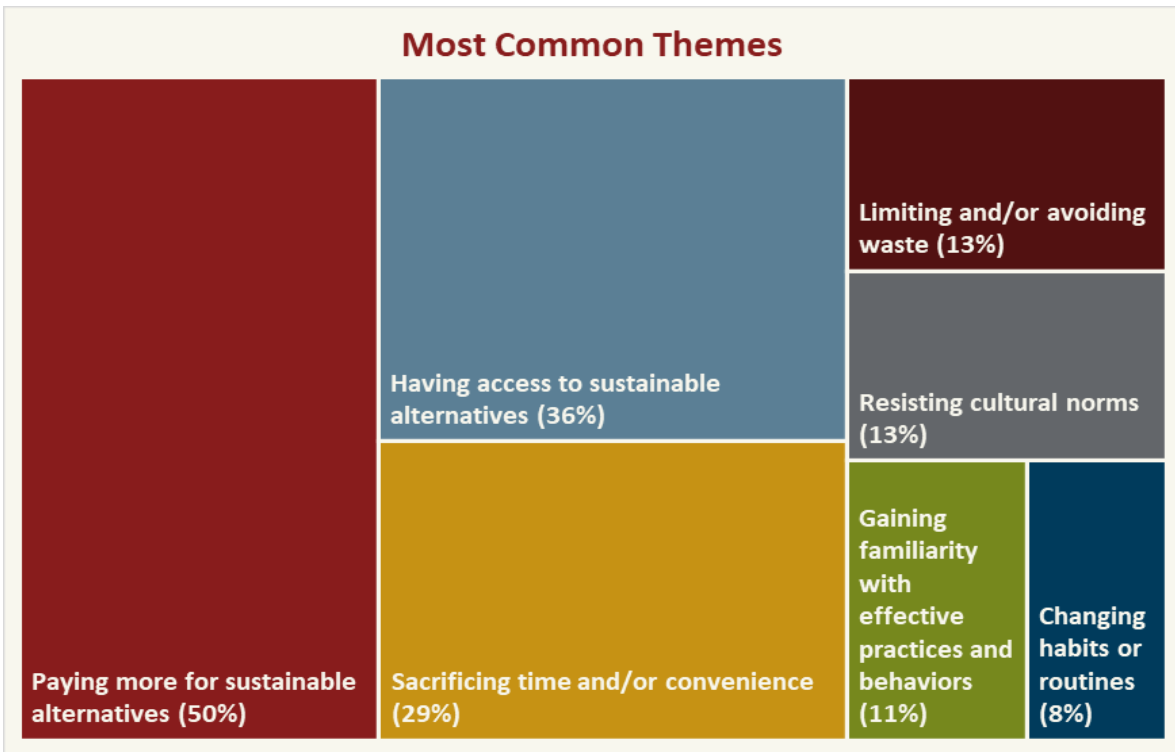 Most Common Themes
Paying more for sustainable
alternatives (50%)
Having access to sustainable
alternatives (36%)
Sacrificing time and/or convenience
(29%)
Limiting and/or avoiding
waste (13%)
Resisting cultural norms
(13%)
Gaining
familiarity
with
effective
practices and
behaviors
(11%)
Changing
habits or
routines
(8%)